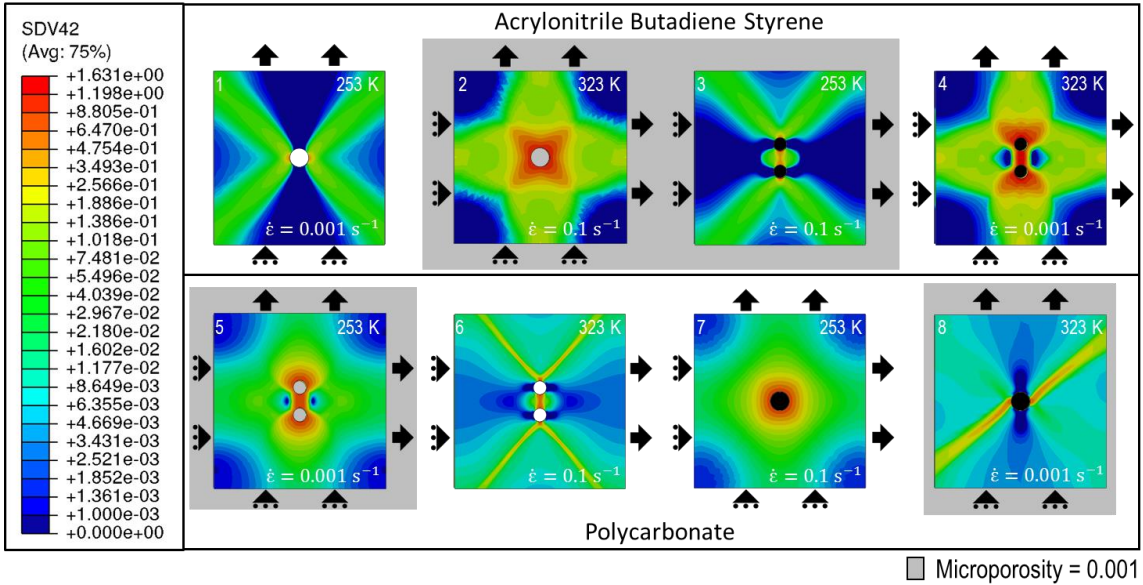 Acrylonitrile Butadiene Styrene
SDV42
(Avg: 75%)
+1.631e+00
+1.198e+00
+8.805e-01
+6.470e-01
+4.754e-01
+3.493e-01
+2.566e-01
+1.886e-01
+1.386e-01
+1.018e-01
+7.481e-02
+5.496e-02
+4.039e-02
+2.967e-02
+2.180e-02
+1.602e-02
+1.177e-02
+8.649e-03
+6.355e-03
+4.669e-03
+3.431e-03
+2.521e-03
+1.852e-03
+1.361e-03
+1.000e-03
+0.000e+00
1 253 K
ε̇ = 0.001 s⁻¹
2 323 K
ε̇ = 0.1 s⁻¹
3 253 K
ε̇ = 0.1 s⁻¹
4 323 K
ε̇ = 0.001 s⁻¹
5 253 K
ε̇ = 0.001 s⁻¹
6 323 K
ε̇ = 0.1 s⁻¹
7 253 K
ε̇ = 0.1 s⁻¹
8 323 K
ε̇ = 0.001 s⁻¹
Polycarbonate
Microporosity = 0.001